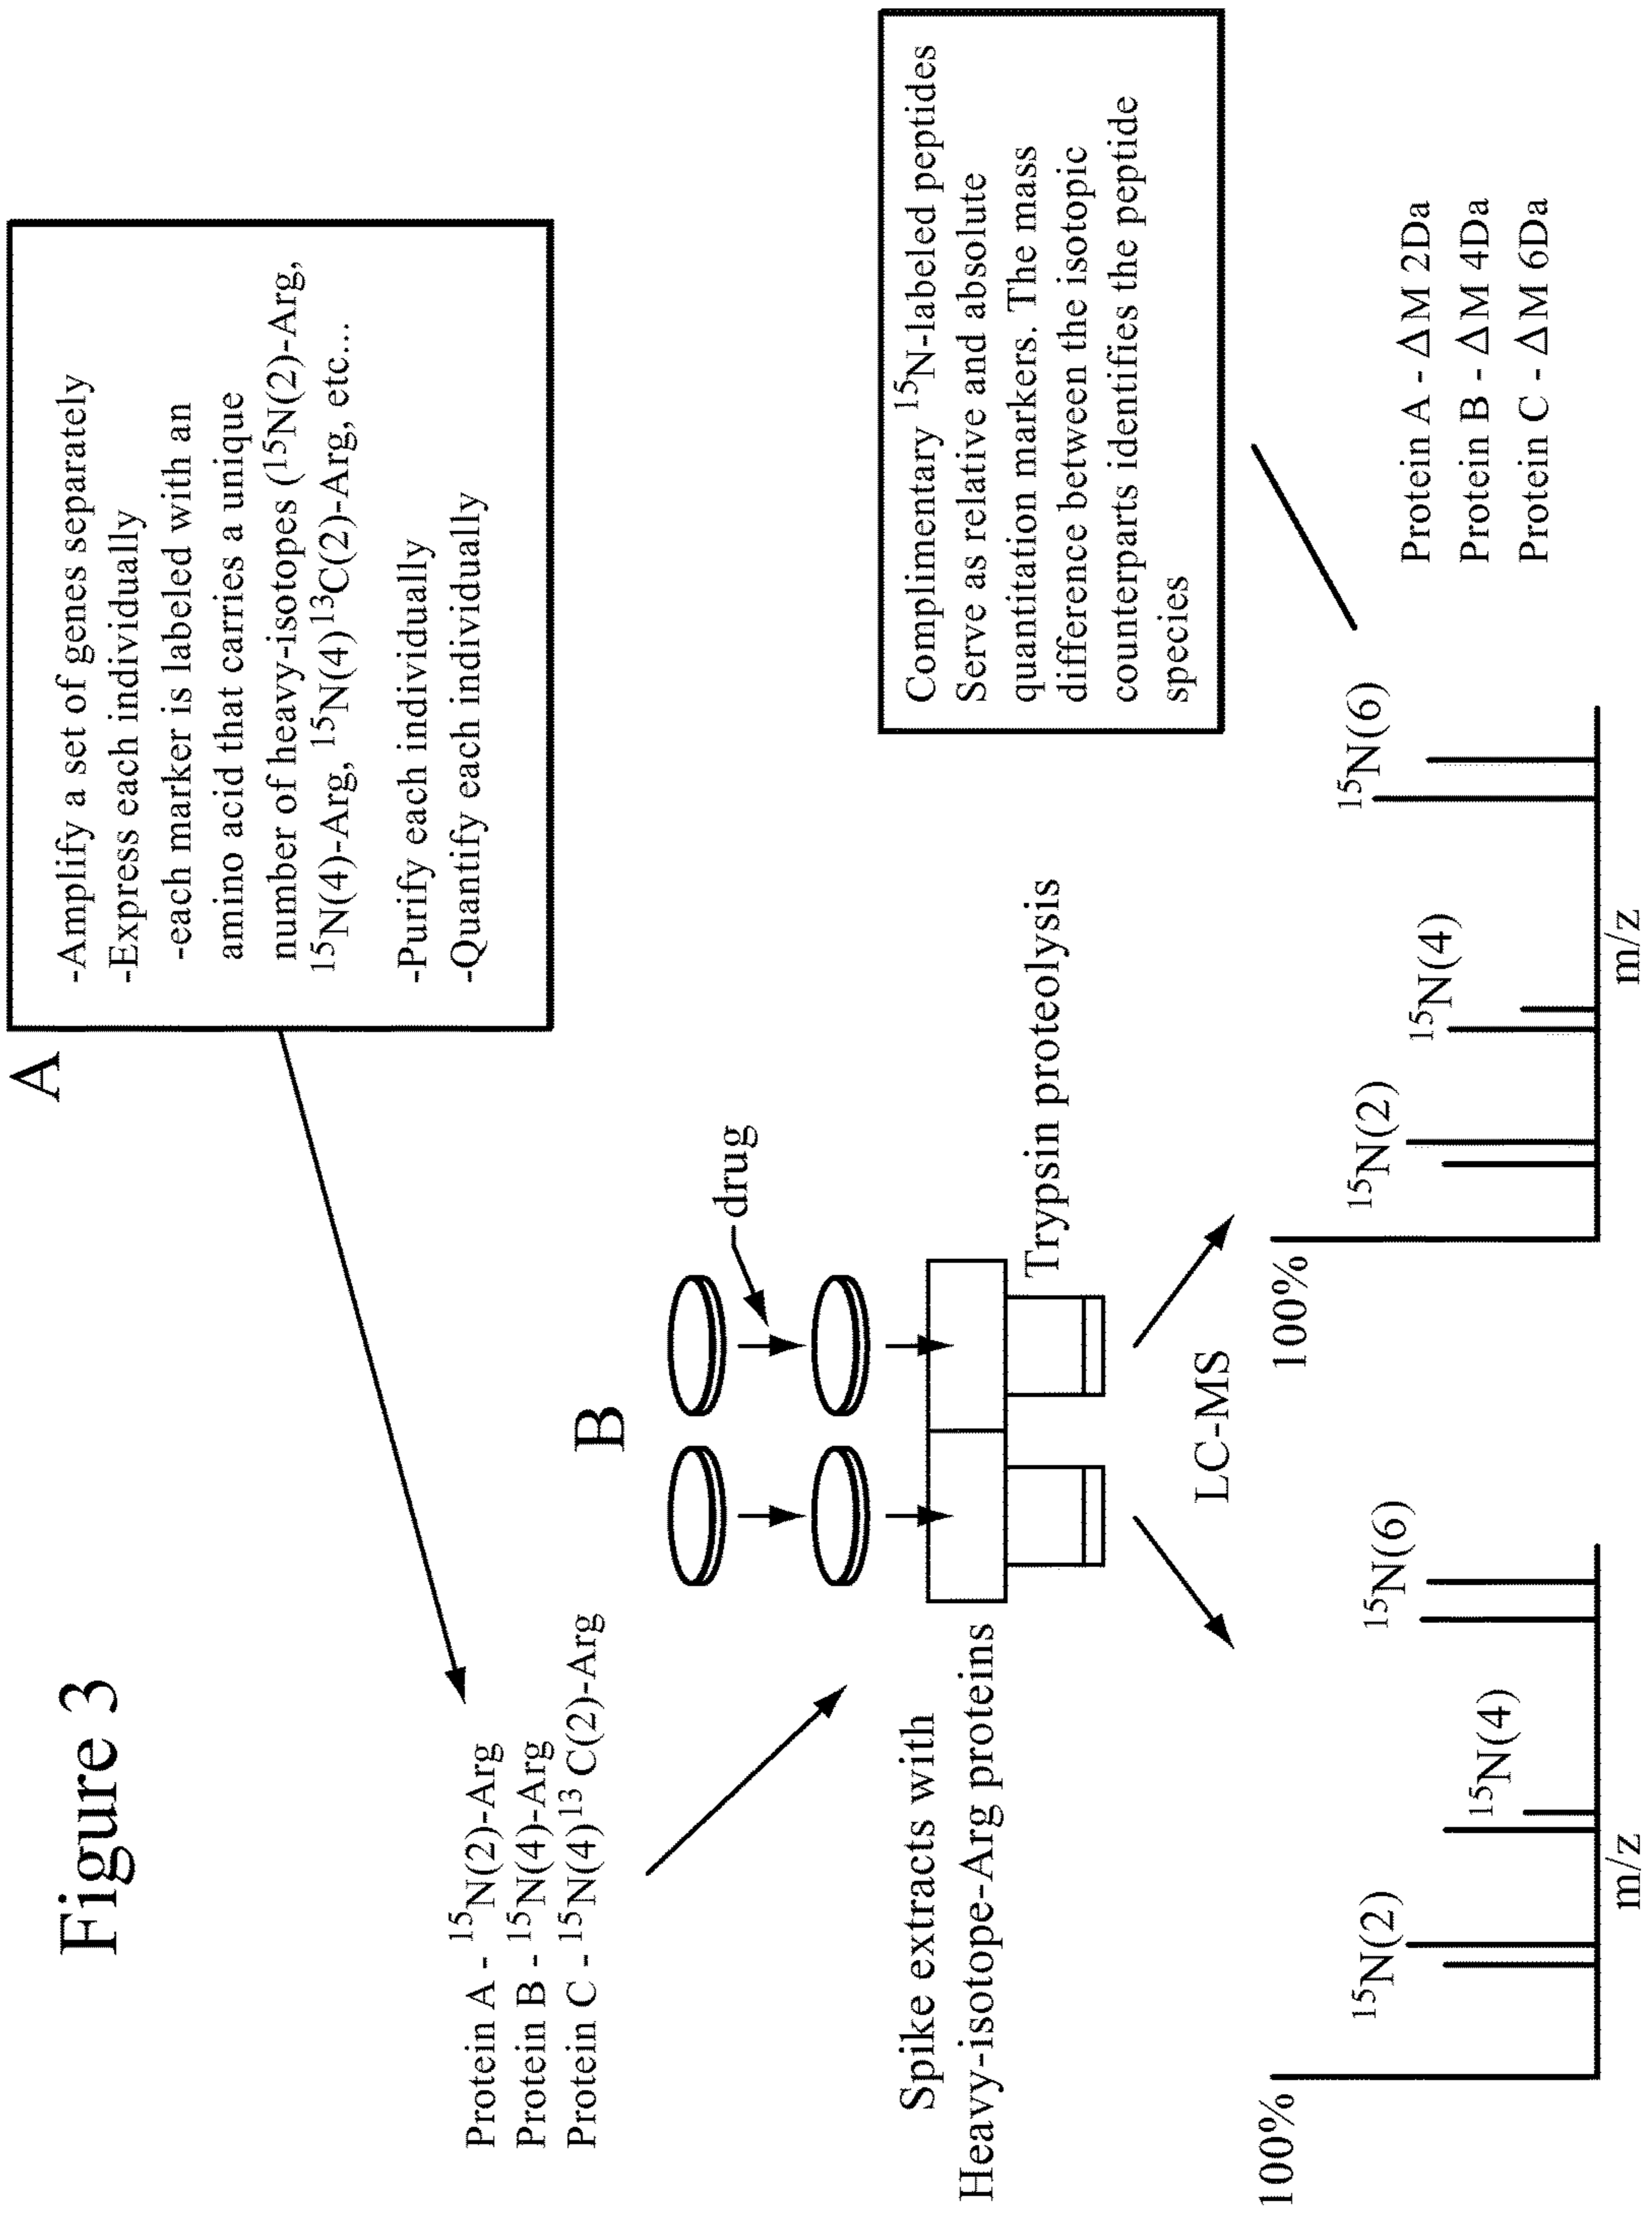 Figure 3
A
-Amplify a set of genes separately
-Express each individually
-each marker is labeled with an
amino acid that carries a unique
number of heavy-isotopes (¹⁵N(2)-Arg,
¹⁵N(4)-Arg, ¹⁵N(4)¹³C(2)-Arg, etc...
-Purify each individually
-Quantify each individually
Protein A - ¹⁵N(2)-Arg
Protein B - ¹⁵N(4)-Arg
Protein C - ¹⁵N(4)¹³C(2)-Arg
B
drug
Spike extracts with
Heavy-isotope-Arg proteins
Trypsin proteolysis
LC-MS
Complimentary ¹⁵N-labeled peptides
Serve as relative and absolute
quantitation markers. The mass
difference between the isotopic
counterparts identifies the peptide
species
100%
¹⁵N(2)
¹⁵N(4)
¹⁵N(6)
m/z
100%
¹⁵N(2)
¹⁵N(4)
¹⁵N(6)
m/z
Protein A - ΔM 2Da
Protein B - ΔM 4Da
Protein C - ΔM 6Da